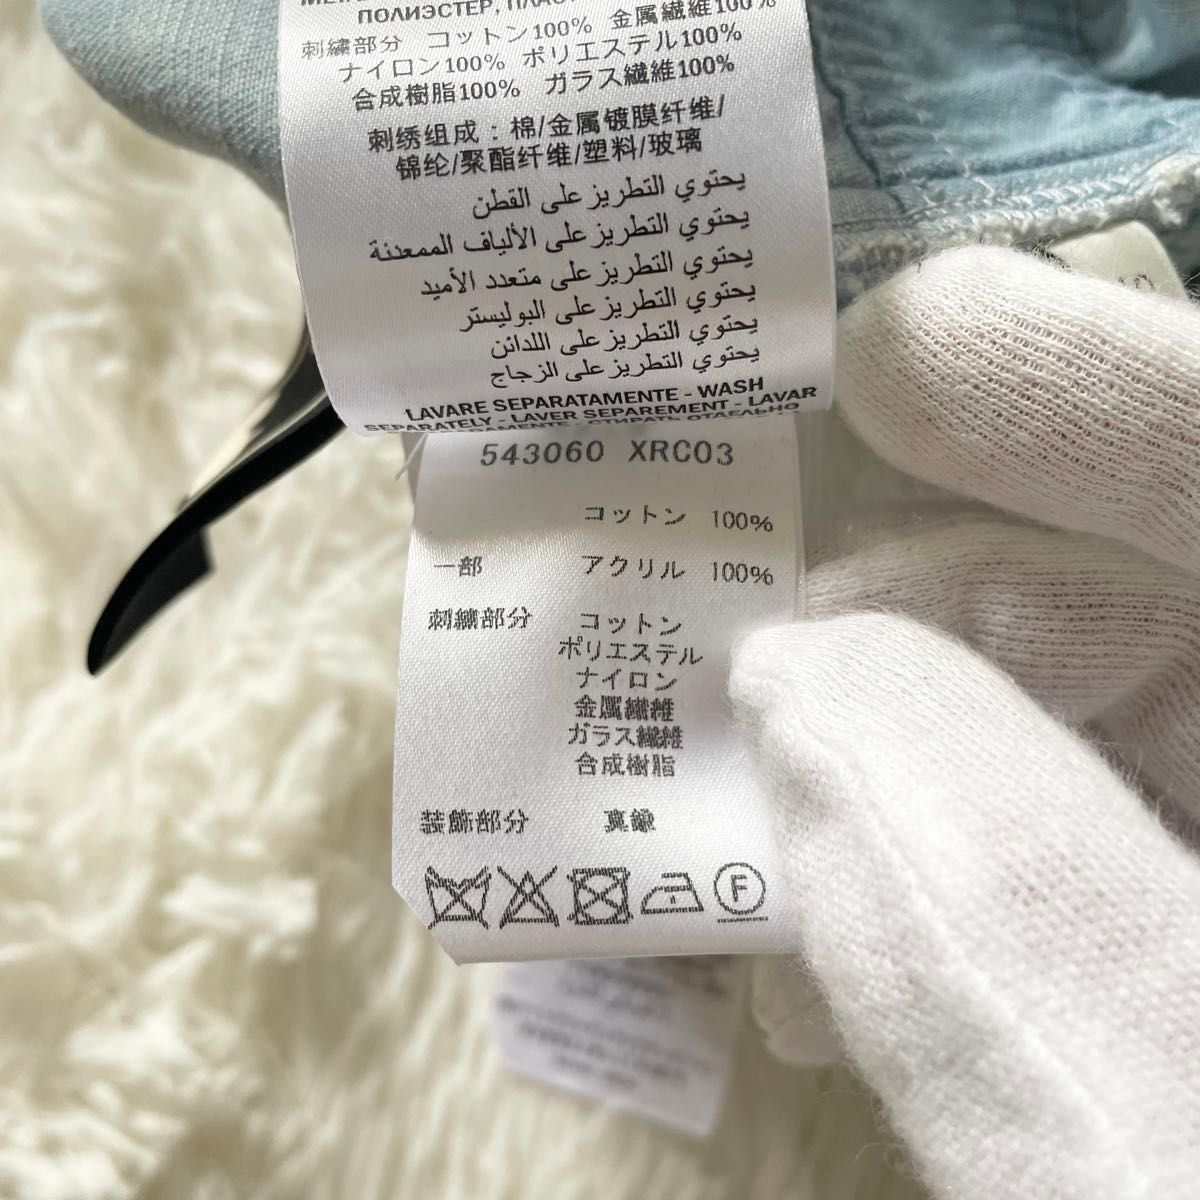 ПОЛИЭСТЕР,
刺繍部分 コットン100% 金属繊維100%
ナイロン100% ポリエステル100%
合成樹脂100% ガラス繊維100%
刺绣组成：棉/金属镀膜纤维/
锦纶/聚酯纤维/塑料/玻璃
يحتوي التطريز على القطن
يحتوي التطريز على الألياف الممعدنة
يحتوي التطريز على متعدد الأميد
يحتوي التطريز على البوليستر
يحتوي التطريز على اللدائن
يحتوي التطريز على الزجاج
LAVARE SEPARATAMENTE - WASH
SEPARATELY - LAVER SEPAREMENT - LAVAR
СТИРАТЬ ОТДЕЛЬНО
543060 XRC03
コットン 100%
一部 アクリル 100%
刺繍部分 コットン
ポリエステル
ナイロン
金属繊維
ガラス繊維
合成樹脂
装飾部分 真鍮
F